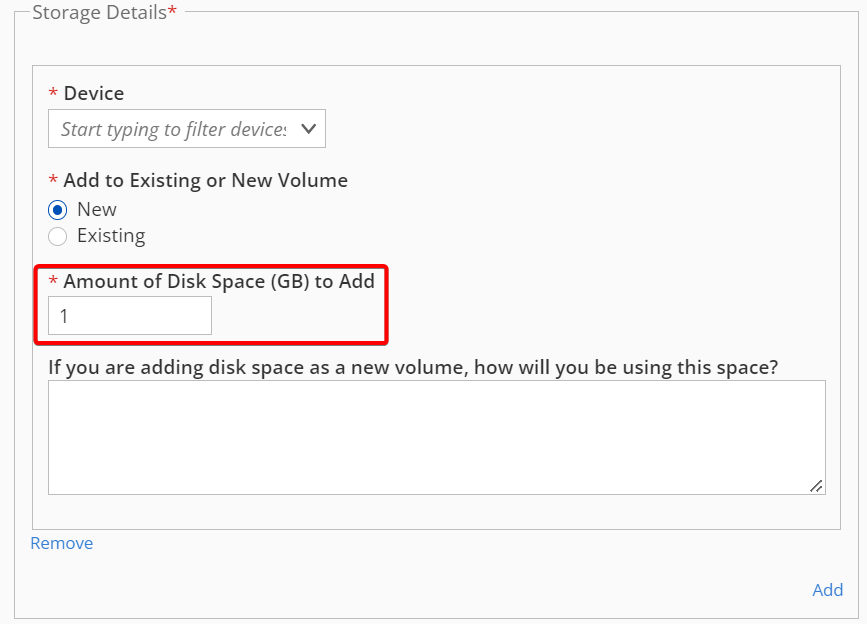 Storage Details*
* Device
Start typing to filter devices
* Add to Existing or New Volume
New
Existing
* Amount of Disk Space (GB) to Add
1
If you are adding disk space as a new volume, how will you be using this space?
Remove
Add